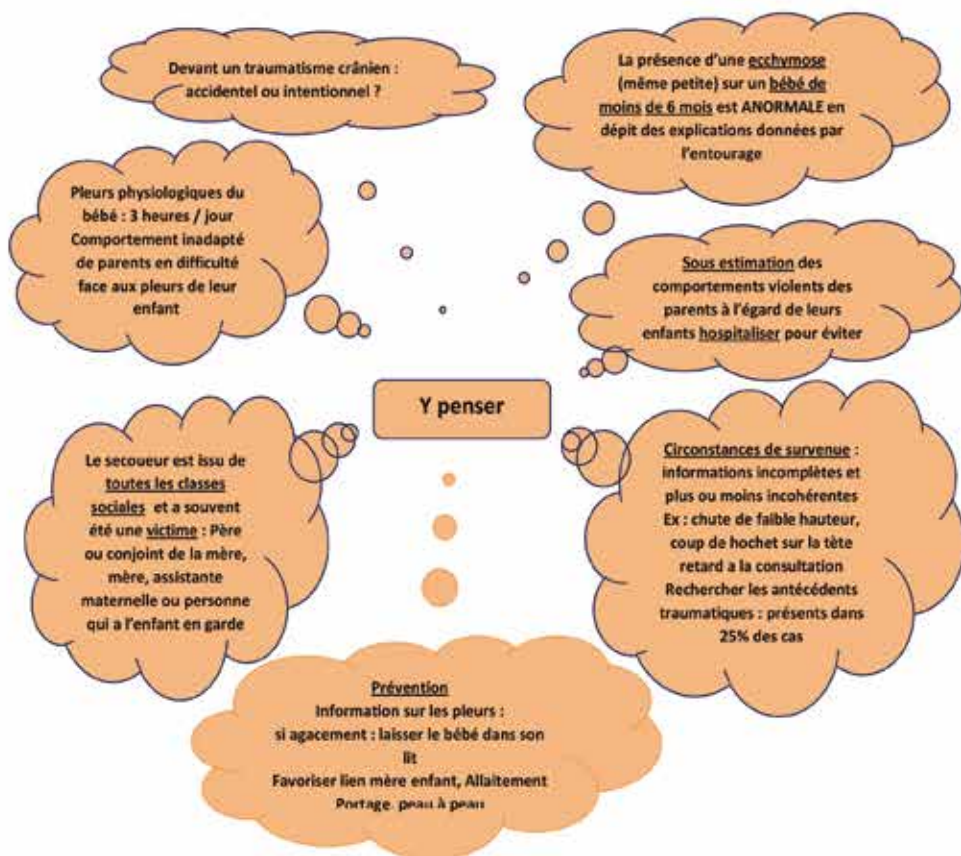 Devant un traumatisme crânien :
accidentel ou intentionnel ?
La présence d'une ecchymose
(même petite) sur un bébé de
moins de 6 mois est ANORMALE en
dépit des explications données par
l'entourage
Pleurs physiologiques du
bébé : 3 heures / jour
Comportement inadapté
de parents en difficulté
face aux pleurs de leur
enfant
Sous estimation des
comportements violents des
parents à l'égard de leurs
enfants hospitaliser pour éviter
Y penser
Le secoueur est issu de
toutes les classes
sociales et a souvent
été une victime : Père
ou conjoint de la mère,
mère, assistante
maternelle ou personne
qui a l'enfant en garde
Circonstances de survenue :
informations incomplètes et
plus ou moins incohérentes
Ex : chute de faible hauteur,
coup de hochet sur la tète
retard a la consultation
Rechercher les antécédents
traumatiques : présents dans
25% des cas
Prévention
Information sur les pleurs :
si agacement : laisser le bébé dans son
lit
Favoriser lien mère enfant, Allaitement
Portage, peau à peau